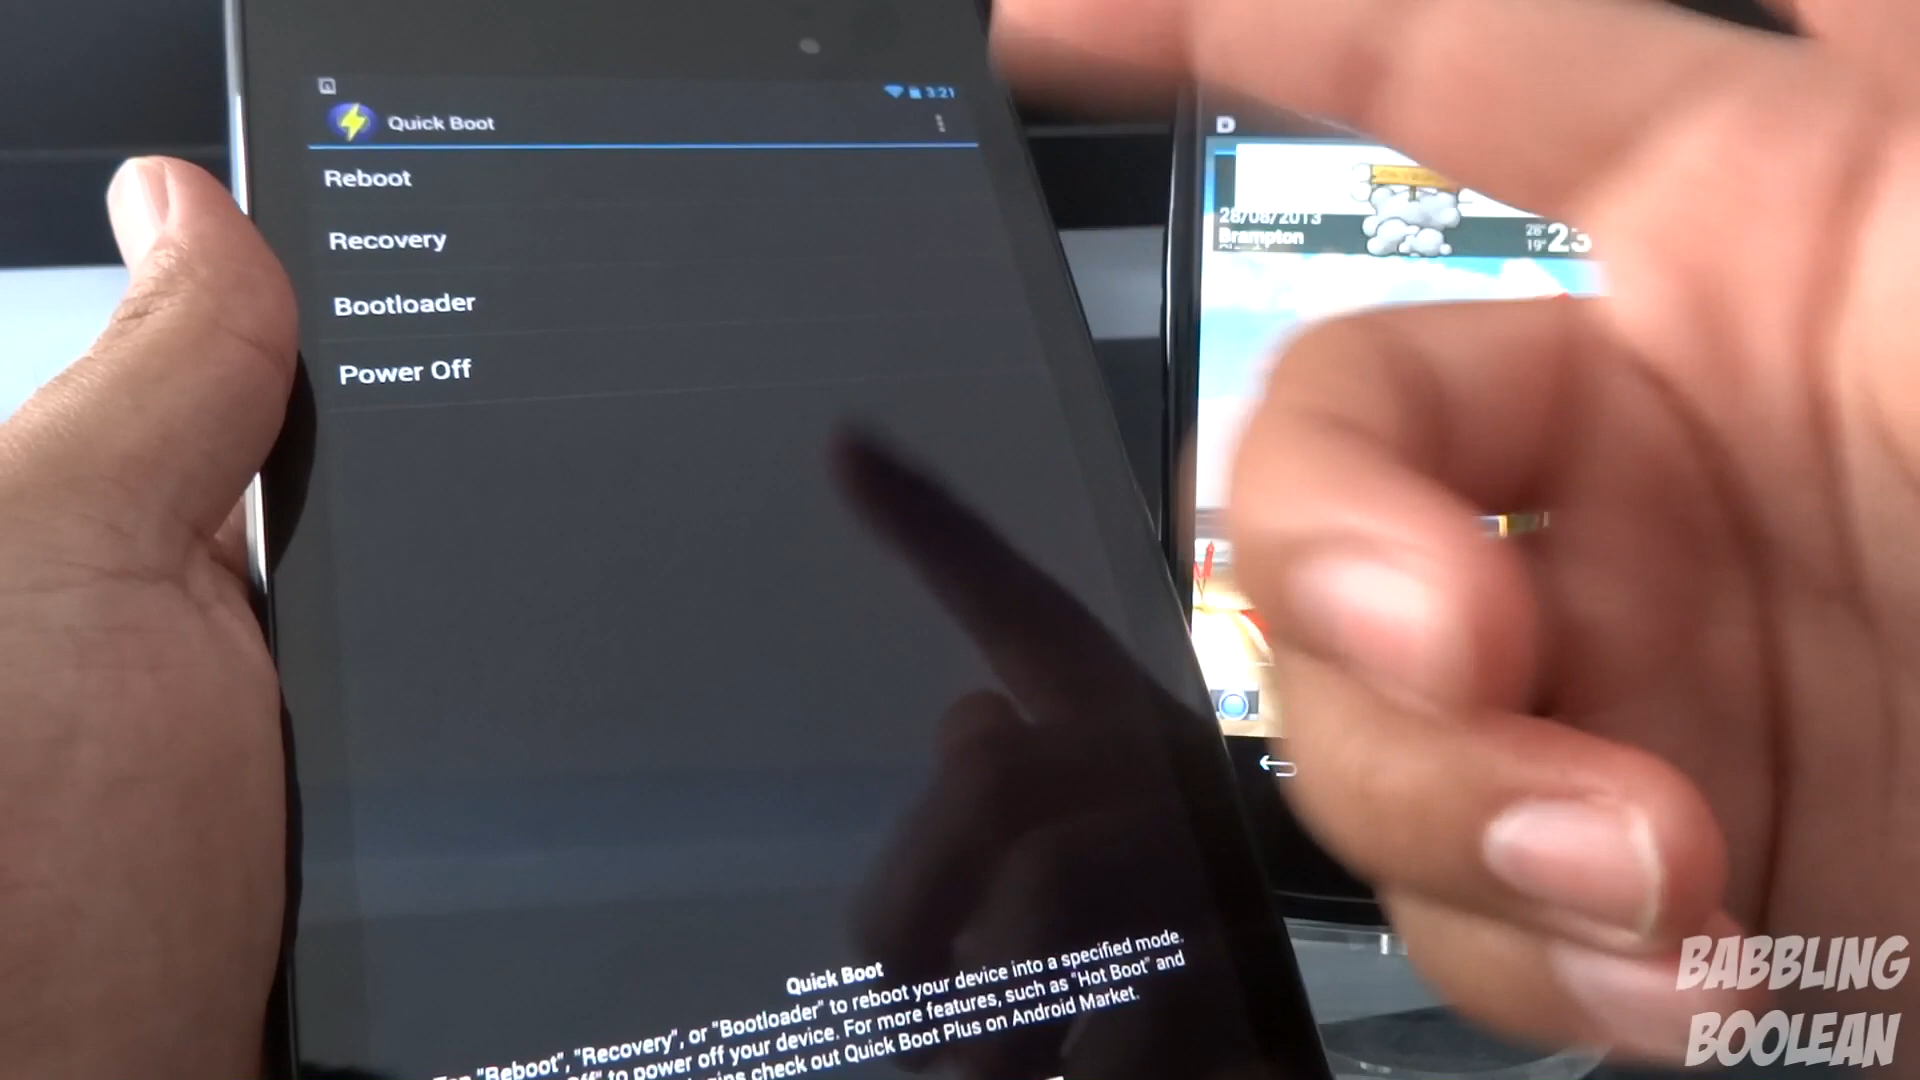 3:21
Quick Boot
Reboot
Recovery
Bootloader
Power Off
Quick Boot
"Reboot", "Recovery", or "Bootloader" to reboot your device into a specified mode.
to power off your device. For more features, such as "Hot Boot" and
check out Quick Boot Plus on Android Market.
D
28/08/2013
Brampton
28°
19°
23
BABBLING
BOOLEAN